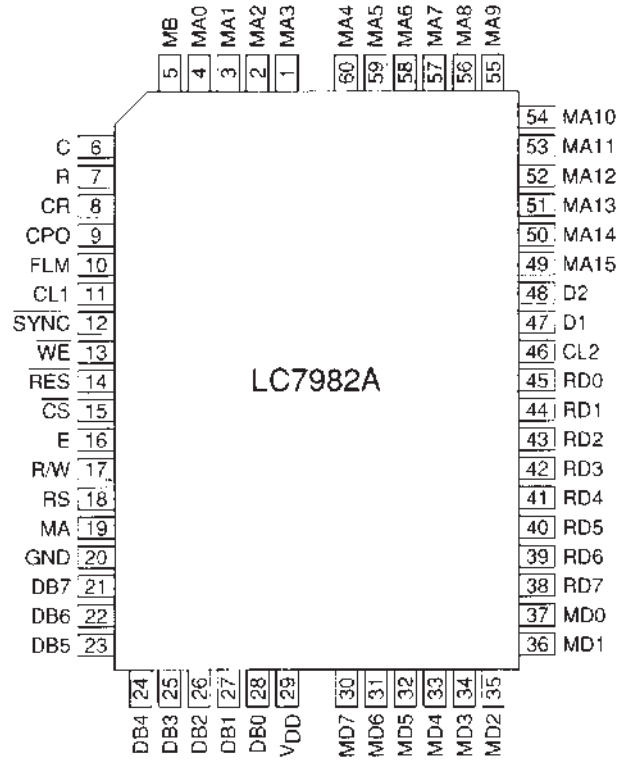 MB MA0 MA1 MA2 MA3 MA4 MA5 MA6 MA7 MA8 MA9
5 4 3 2 1 60 59 58 57 56 55
54 MA10
C 6 53 MA11
R 7 52 MA12
CR 8 51 MA13
CPO 9 50 MA14
FLM 10 49 MA15
CL1 11 48 D2
SYNC 12 47 D1
WE 13 46 CL2
RES 14 LC7982A 45 RD0
CS 15 44 RD1
E 16 43 RD2
R/W 17 42 RD3
RS 18 41 RD4
MA 19 40 RD5
GND 20 39 RD6
DB7 21 38 RD7
DB6 22 37 MD0
DB5 23 36 MD1
24 25 26 27 28 29 30 31 32 33 34 35
DB4 DB3 DB2 DB1 DB0 VDD MD7 MD6 MD5 MD4 MD3 MD2